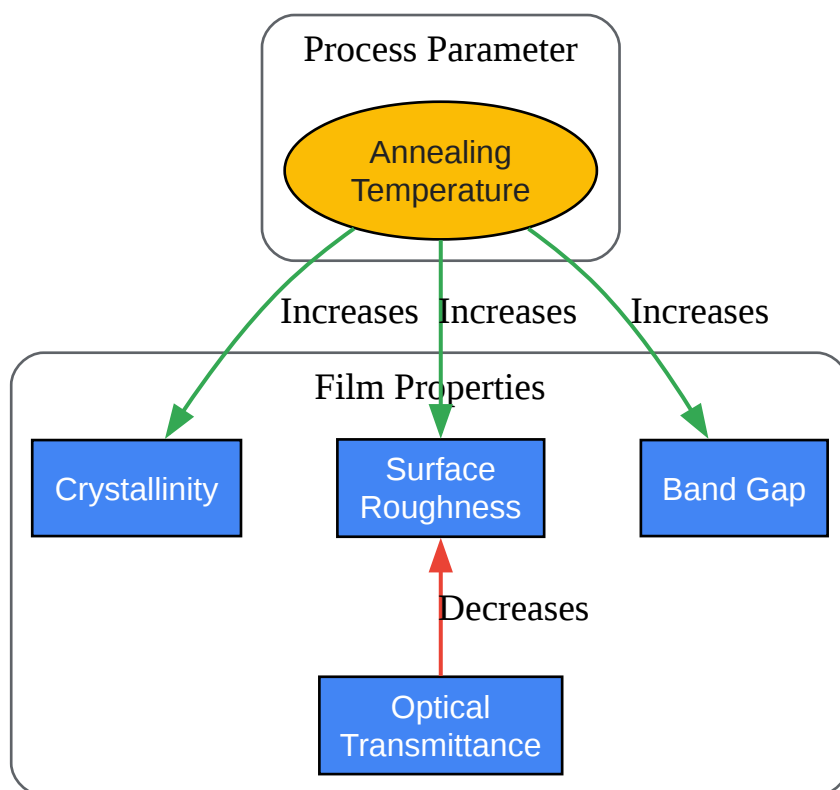 Process Parameter
Annealing
Temperature
Increases
Increases
Increases
Film Properties
Crystallinity
Surface
Roughness
Band Gap
Decreases
Optical
Transmittance